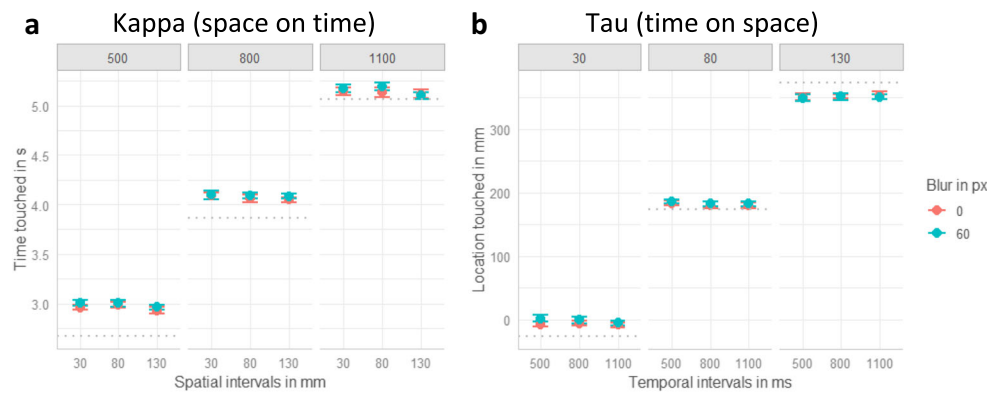 a Kappa (space on time)
500 800 1100
5.0
4.5
4.0
3.5
3.0
Time touched in s
30 80 130 30 80 130 30 80 130
Spatial intervals in mm
b Tau (time on space)
30 80 130
300
200
100
0
Location touched in mm
500 800 1100 500 800 1100 500 800 1100
Temporal intervals in ms
Blur in px
0
60